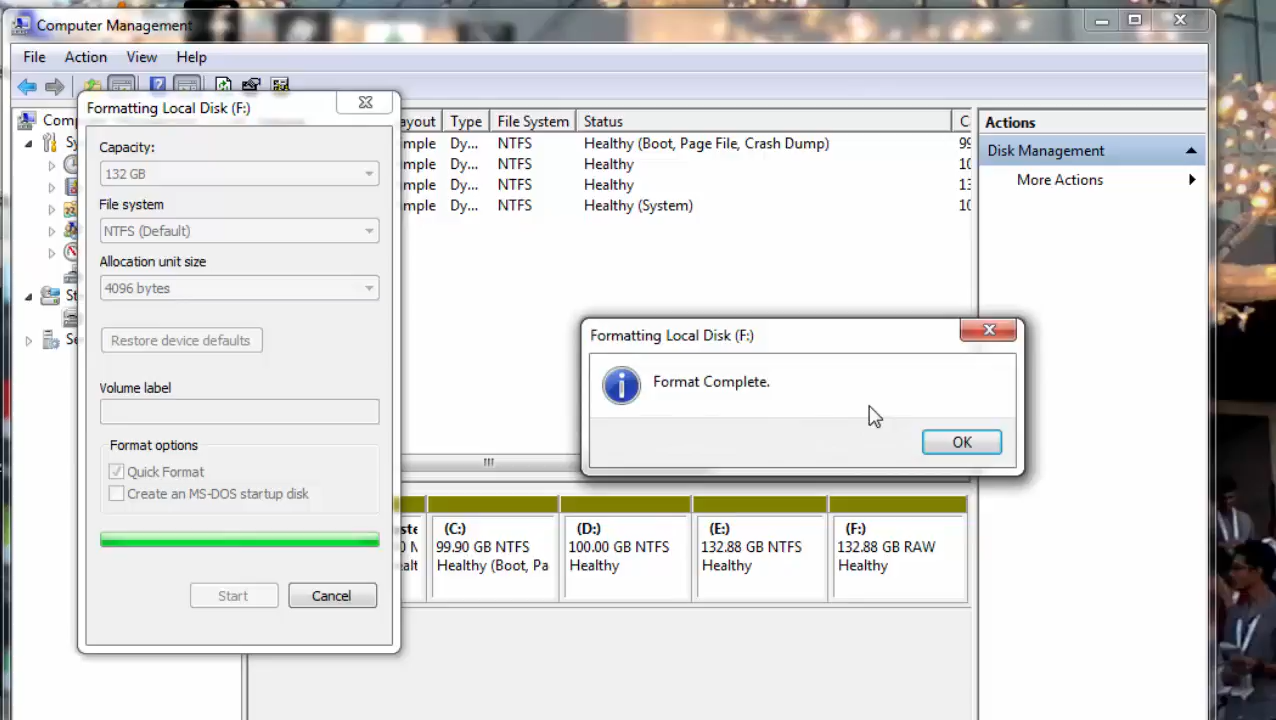 Computer Management
File Action View Help
Formatting Local Disk (F:)
Capacity:
132 GB
File system
NTFS (Default)
Allocation unit size
4096 bytes
Restore device defaults
Volume label
Format options
Quick Format
Create an MS-DOS startup disk
Start Cancel
Type File System Status
Dy... NTFS Healthy (Boot, Page File, Crash Dump)
Dy... NTFS Healthy
Dy... NTFS Healthy
Dy... NTFS Healthy (System)
Actions
Disk Management
More Actions
Formatting Local Disk (F:)
Format Complete.
OK
(C:)
99.90 GB NTFS
Healthy (Boot, Pa
(D:)
100.00 GB NTFS
Healthy
(E:)
132.88 GB NTFS
Healthy
(F:)
132.88 GB RAW
Healthy